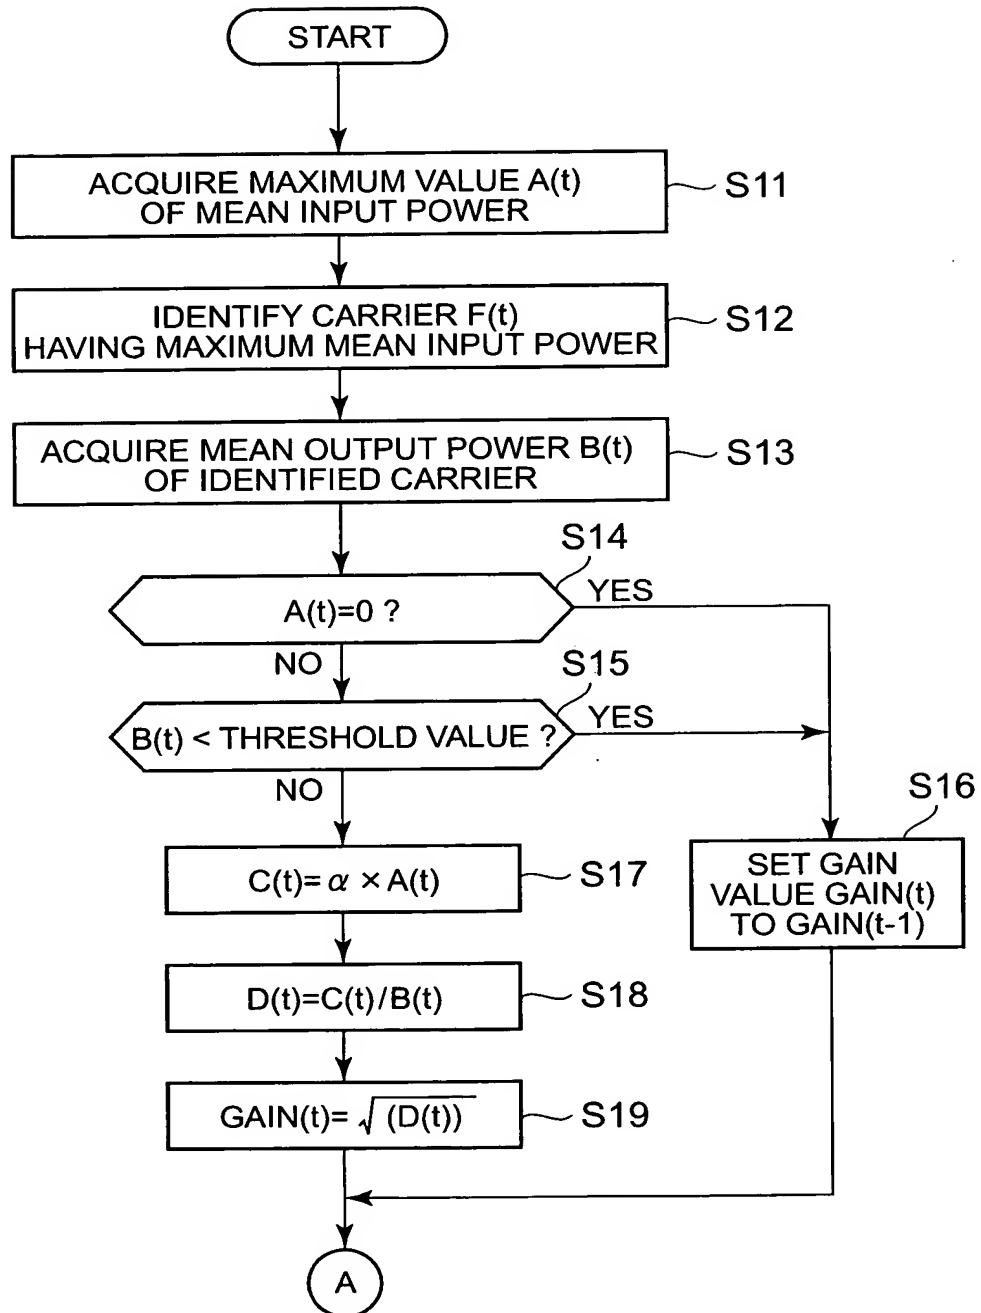 START
ACQUIRE MAXIMUM VALUE A(t)
OF MEAN INPUT POWER
S11
IDENTIFY CARRIER F(t)
HAVING MAXIMUM MEAN INPUT POWER
S12
ACQUIRE MEAN OUTPUT POWER B(t)
OF IDENTIFIED CARRIER
S13
S14
A(t)=0 ?
YES
NO
S15
B(t) < THRESHOLD VALUE ?
YES
NO
S16
SET GAIN
VALUE GAIN(t)
TO GAIN(t-1)
C(t)= α × A(t)
S17
D(t)=C(t)/B(t)
S18
GAIN(t)= √(D(t))
S19
A